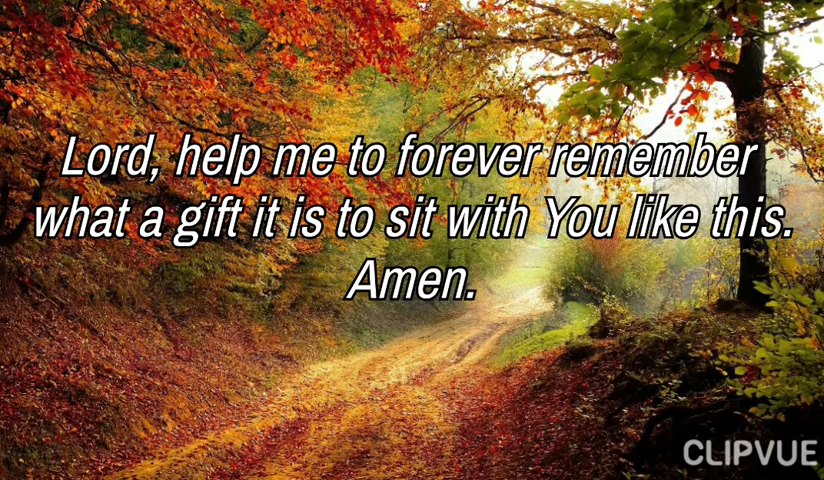 Lord, help me to forever remember
what a gift it is to sit with You like this.
Amen.
CLIPVUE